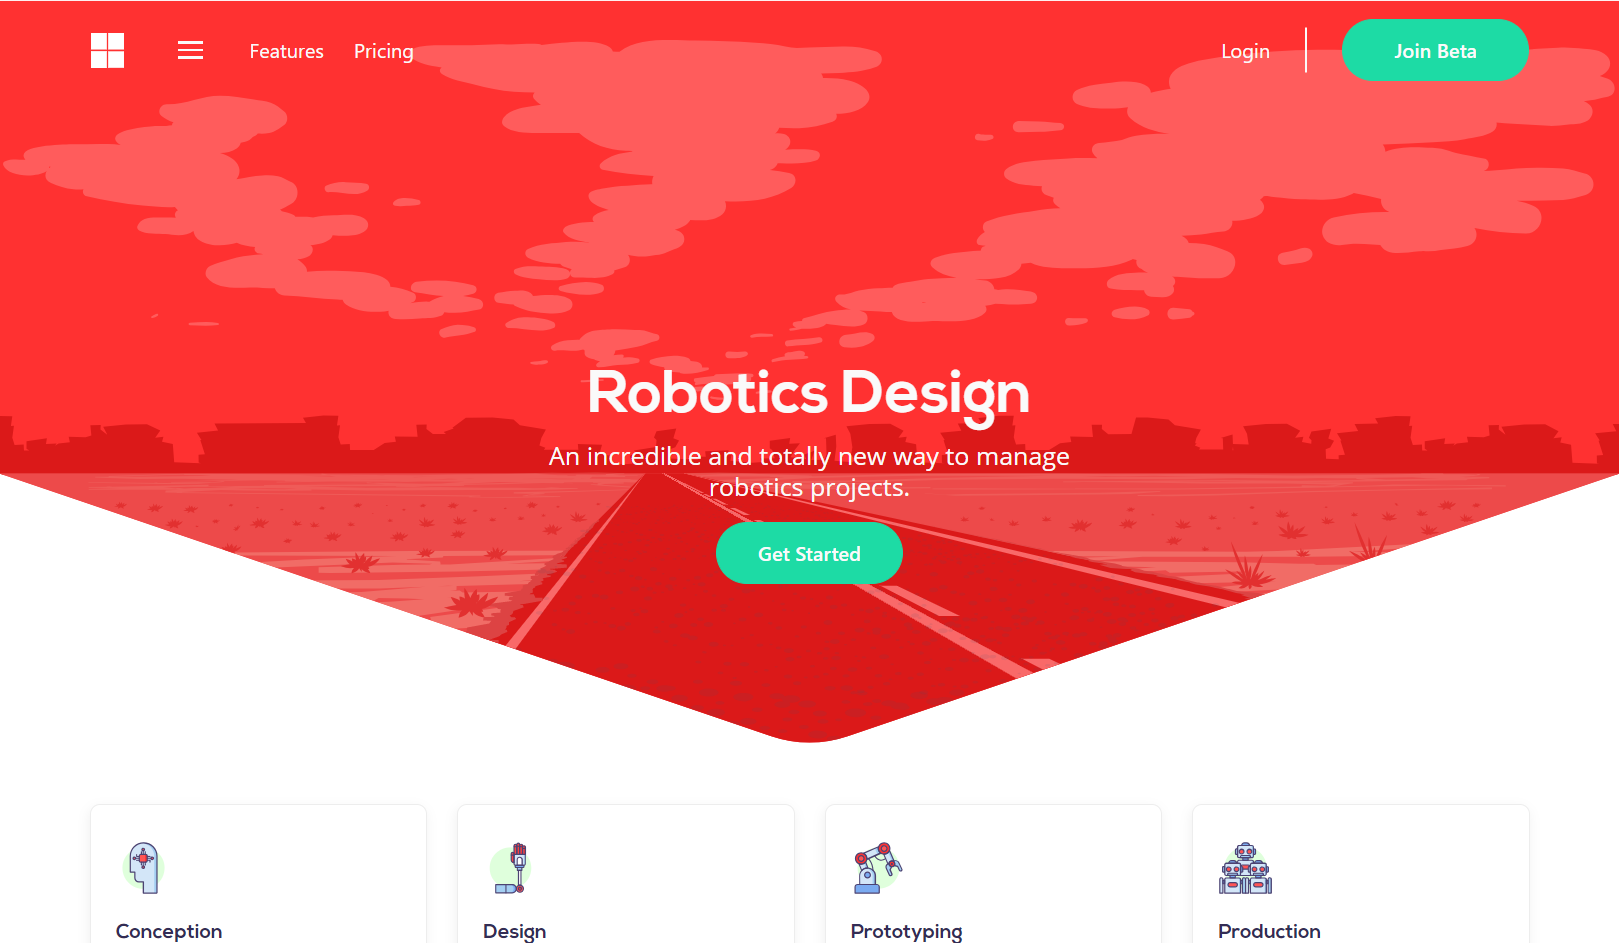 Features Pricing Login Join Beta
Robotics Design
An incredible and totally new way to manage
robotics projects.
Get Started
Conception Design Prototyping Production